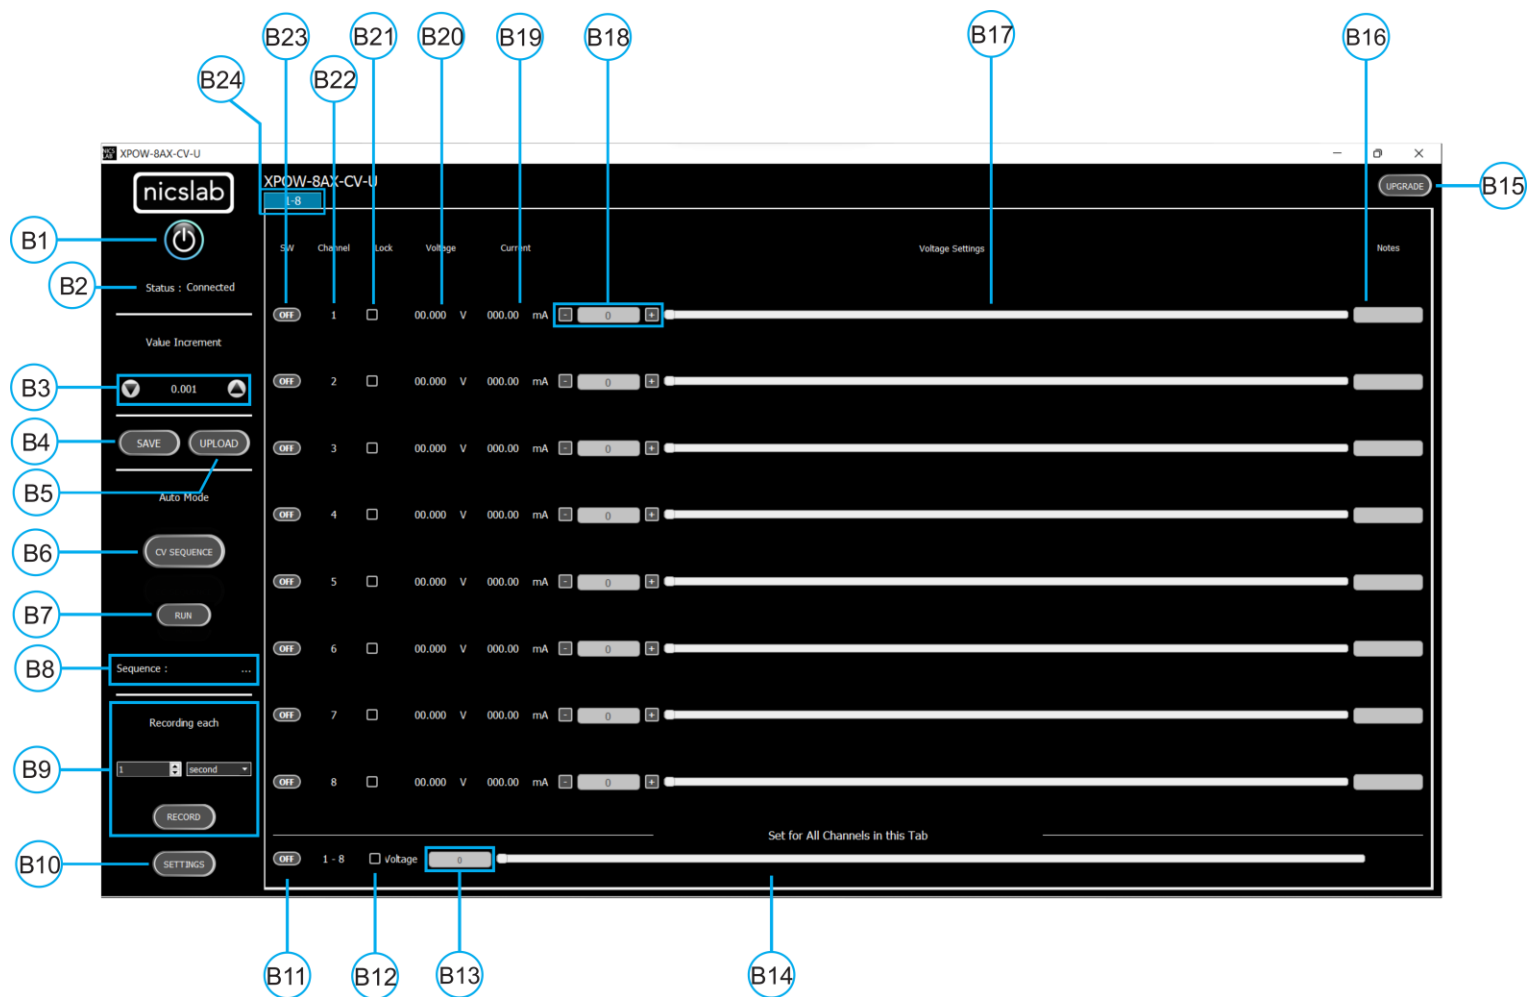 B23 B21 B20 B19 B18 B17 B16
B24 B22
NICS LAB XPOW-8AX-CV-U
nicslab
XPOW-8AX-CV-U
1-8
UPGRADE
B15
B1
SW Channel Lock Voltage Current Voltage Settings Notes
B2
Status : Connected
OFF 1 00.000 V 000.00 mA - 0 +
Value Increment
B3
0.001
OFF 2 00.000 V 000.00 mA - 0 +
B4
SAVE UPLOAD
OFF 3 00.000 V 000.00 mA - 0 +
B5
Auto Mode
OFF 4 00.000 V 000.00 mA - 0 +
B6
CV SEQUENCE
OFF 5 00.000 V 000.00 mA - 0 +
B7
RUN
OFF 6 00.000 V 000.00 mA - 0 +
B8
Sequence : ...
OFF 7 00.000 V 000.00 mA - 0 +
Recording each
B9
1 second
OFF 8 00.000 V 000.00 mA - 0 +
RECORD
Set for All Channels in this Tab
B10
SETTINGS
OFF 1 - 8 Voltage 0
B11 B12 B13 B14